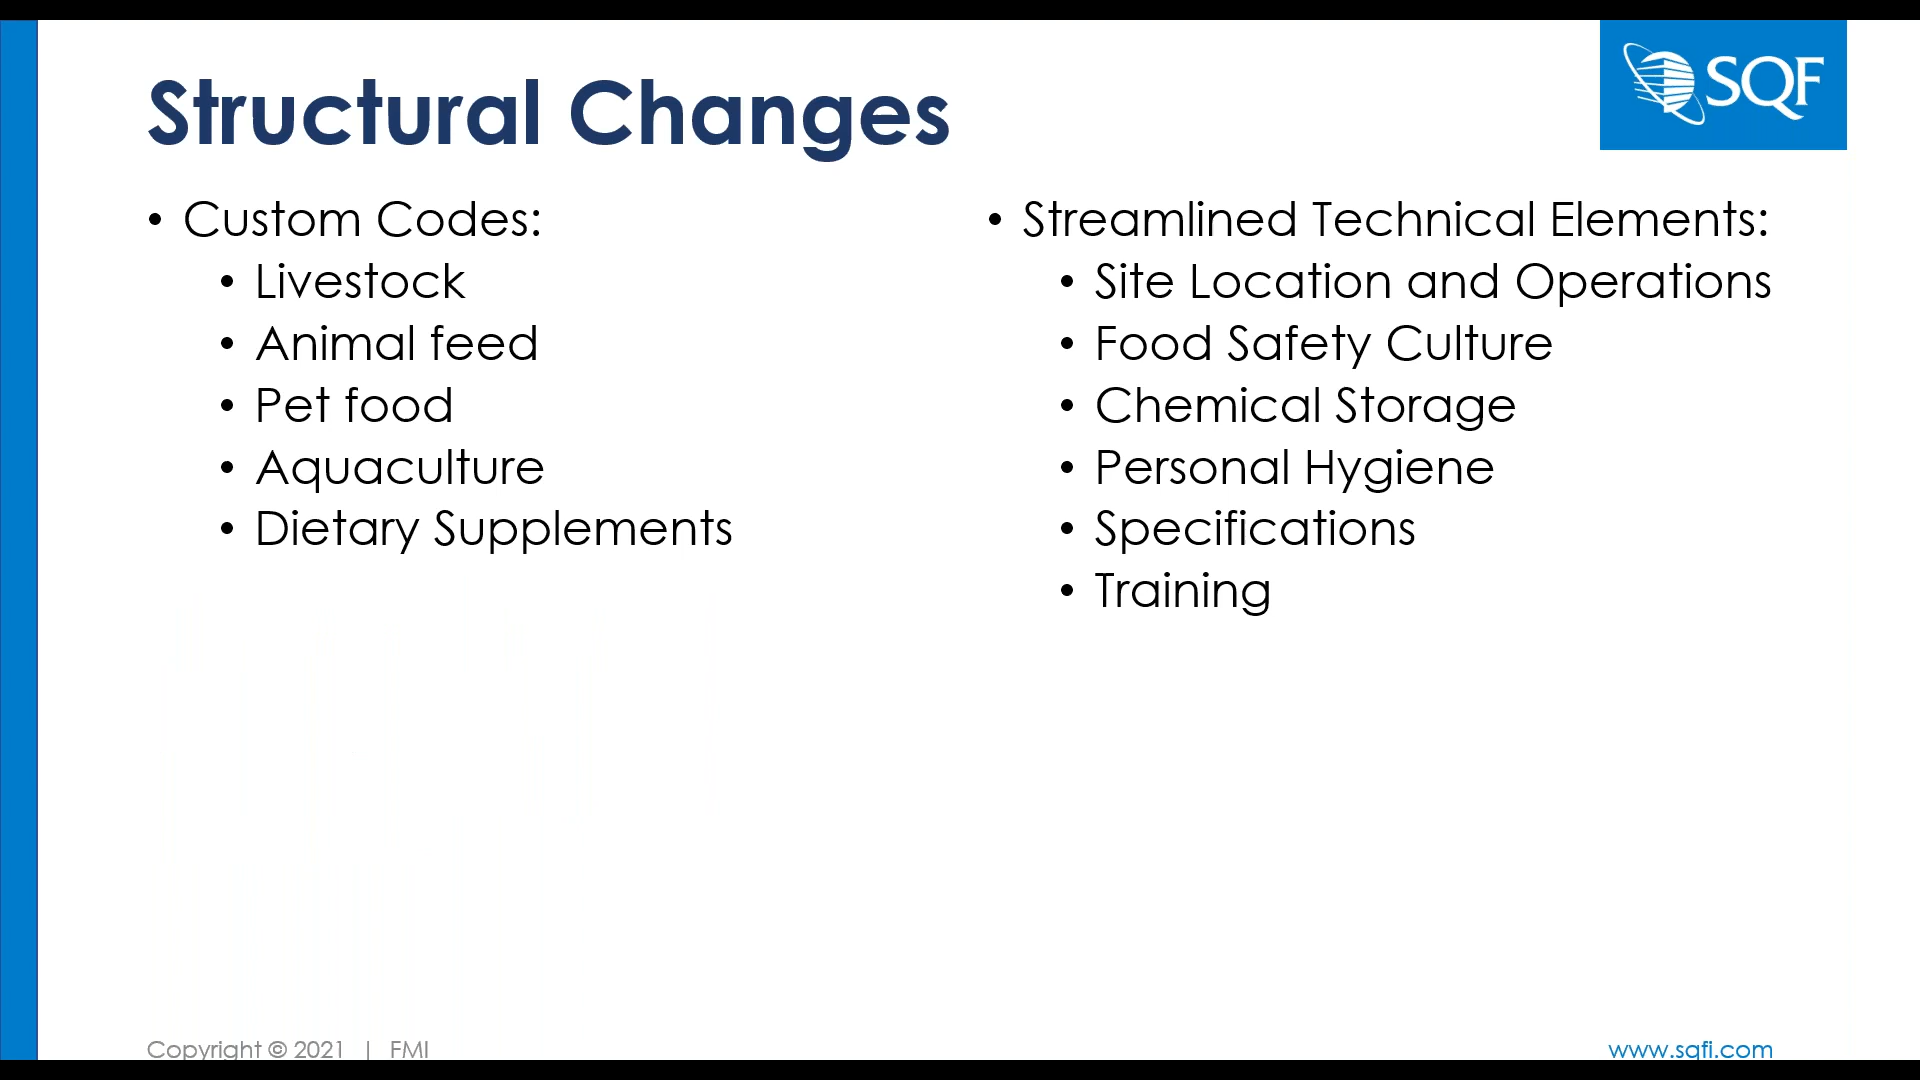 Structural Changes
SQF
• Custom Codes:
• Livestock
• Animal feed
• Pet food
• Aquaculture
• Dietary Supplements
• Streamlined Technical Elements:
• Site Location and Operations
• Food Safety Culture
• Chemical Storage
• Personal Hygiene
• Specifications
• Training
Copyright © 2021 | FMI
www.sqfi.com